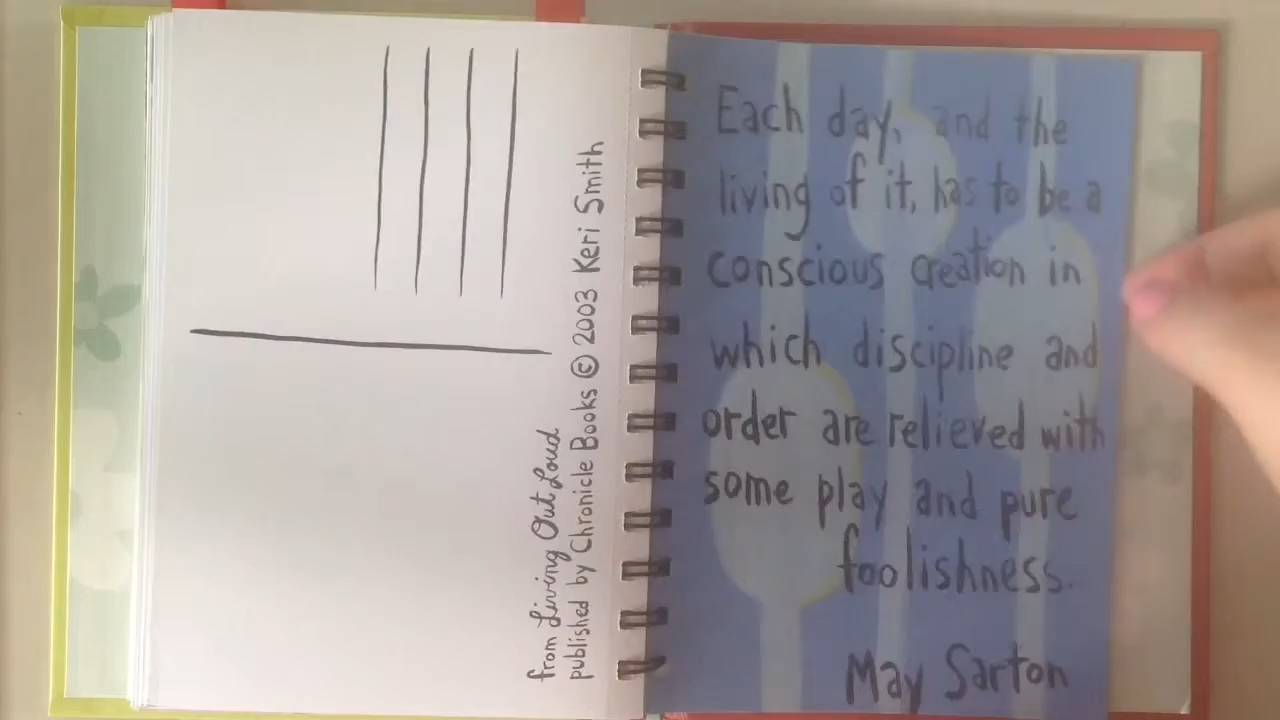 from Living Out Loud
published by Chronicle Books © 2003 Keri Smith
Each day, and the
living of it, has to be a
conscious creation in
which discipline and
order are relieved with
some play and pure
foolishness.
May Sarton